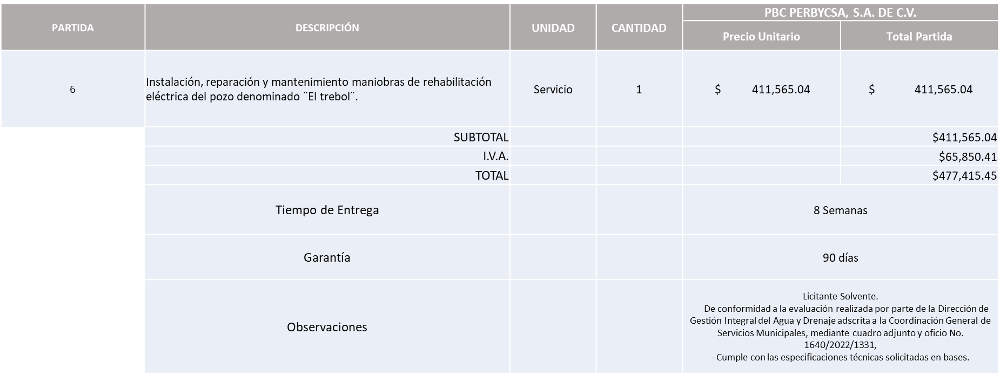 PARTIDA DESCRIPCIÓN UNIDAD CANTIDAD PBC PERBYCSA, S.A. DE C.V.
Precio Unitario Total Partida
6 Instalación, reparación y mantenimiento maniobras de rehabilitación
eléctrica del pozo denominado ¨El trebol¨. Servicio 1 $ 411,565.04 $ 411,565.04
SUBTOTAL $411,565.04
I.V.A. $65,850.41
TOTAL $477,415.45
Tiempo de Entrega 8 Semanas
Garantía 90 días
Observaciones
Licitante Solvente.
De conformidad a la evaluación realizada por parte de la Dirección de
Gestión Integral del Agua y Drenaje adscrita a la Coordinación General de
Servicios Municipales, mediante cuadro adjunto y oficio No.
1640/2022/1331,
- Cumple con las especificaciones técnicas solicitadas en bases.